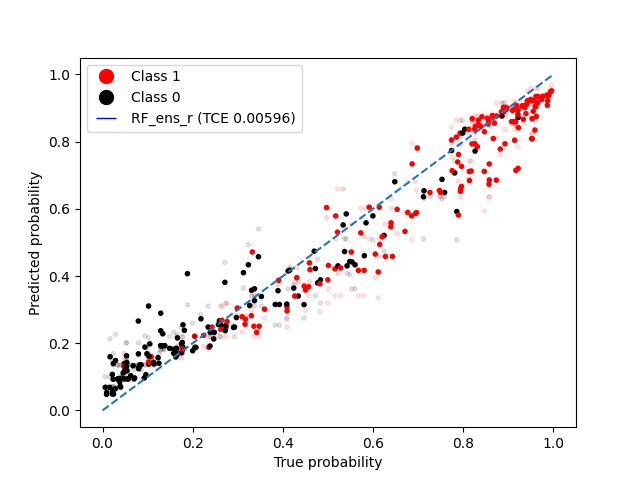 Class 1
Class 0
RF_ens_r (TCE 0.00596)
Predicted probability
1.0
0.8
0.6
0.4
0.2
0.0
0.0 0.2 0.4 0.6 0.8 1.0
True probability